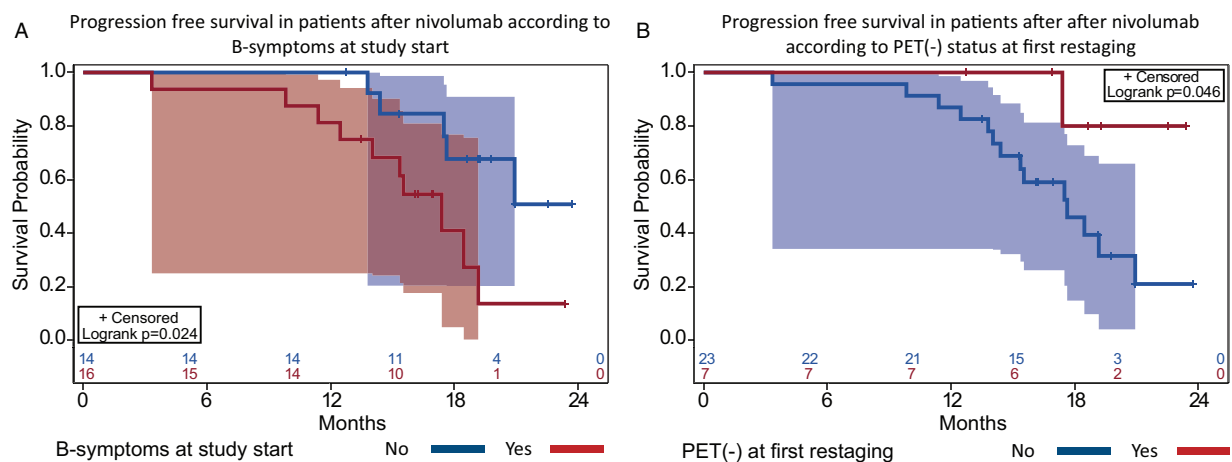 A
Progression free survival in patients after nivolumab according to
B-symptoms at study start
Survival Probability
1.0
0.8
0.6
0.4
0.2
0.0
+ Censored
Logrank p=0.024
14 14 14 11 4 0
16 15 14 10 1 0
0 6 12 18 24
Months
B-symptoms at study start No Yes
B
Progression free survival in patients after after nivolumab
according to PET(-) status at first restaging
Survival Probability
1.0
0.8
0.6
0.4
0.2
0.0
+ Censored
Logrank p=0.046
23 22 21 15 3 0
7 7 7 6 2 0
0 6 12 18 24
Months
PET(-) at first restaging No Yes